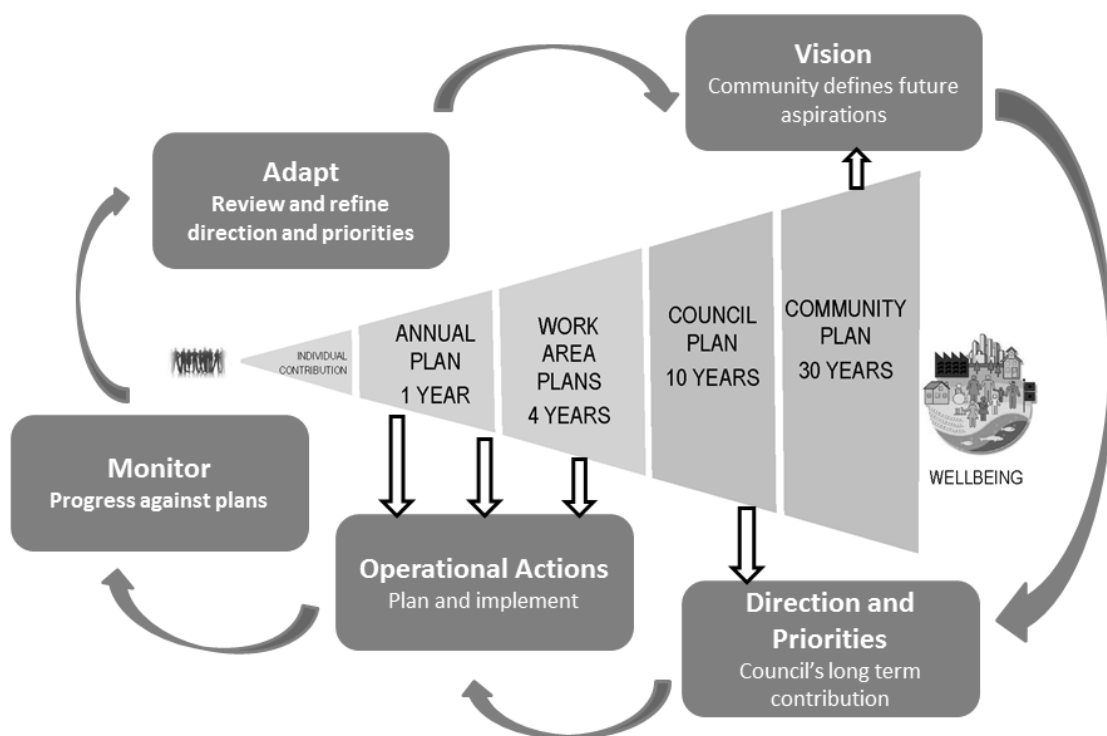 Vision
Community defines future
aspirations
Adapt
Review and refine
direction and priorities
INDIVIDUAL
CONTRIBUTION
ANNUAL
PLAN
1 YEAR
WORK
AREA
PLANS
4 YEARS
COUNCIL
PLAN
10 YEARS
COMMUNITY
PLAN
30 YEARS
WELLBEING
Monitor
Progress against plans
Operational Actions
Plan and implement
Direction and
Priorities
Council's long term
contribution